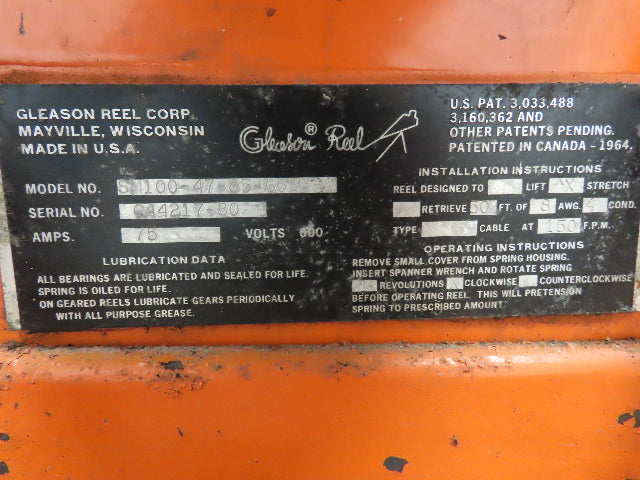 GLEASON REEL CORP.
MAYVILLE, WISCONSIN
MADE IN U.S.A.
Gleason® Reel
U.S. PAT. 3,033,488
3,160,362 AND
OTHER PATENTS PENDING.
PATENTED IN CANADA - 1964.
MODEL NO.
SERIAL NO. 44217-80
AMPS. 75 VOLTS 600
LUBRICATION DATA
ALL BEARINGS ARE LUBRICATED AND SEALED FOR LIFE.
SPRING IS OILED FOR LIFE.
ON GEARED REELS LUBRICATE GEARS PERIODICALLY
WITH ALL PURPOSE GREASE.
INSTALLATION INSTRUCTIONS
REEL DESIGNED TO LIFT STRETCH
RETRIEVE 50 FT. OF 8 AWG. 4 COND.
TYPE CABLE AT 150 F.P.M.
OPERATING INSTRUCTIONS
REMOVE SMALL COVER FROM SPRING HOUSING.
INSERT SPANNER WRENCH AND ROTATE SPRING
REVOLUTIONS CLOCKWISE COUNTERCLOCKWISE
BEFORE OPERATING REEL. THIS WILL PRETENSION
SPRING TO PRESCRIBED AMOUNT.